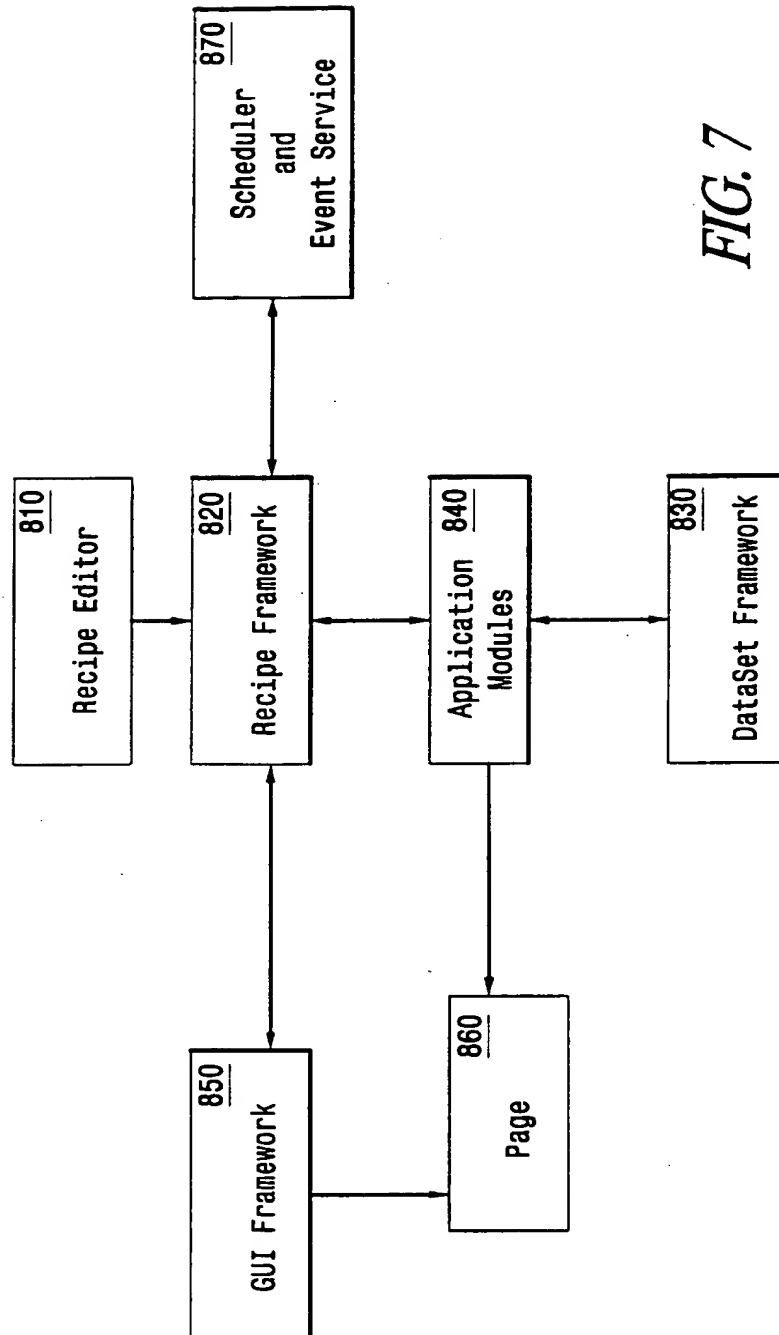 810
Recipe Editor
850
GUI Framework
820
Recipe Framework
870
Scheduler
and
Event Service
860
Page
840
Application
Modules
830
DataSet Framework
FIG. 7